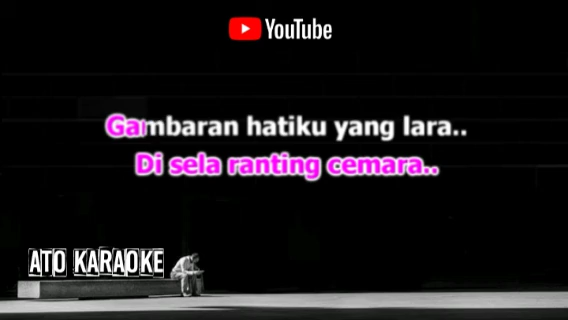 YouTube
Gambaran hatiku yang lara..
Di sela ranting cemara..
ATO KARAOKE